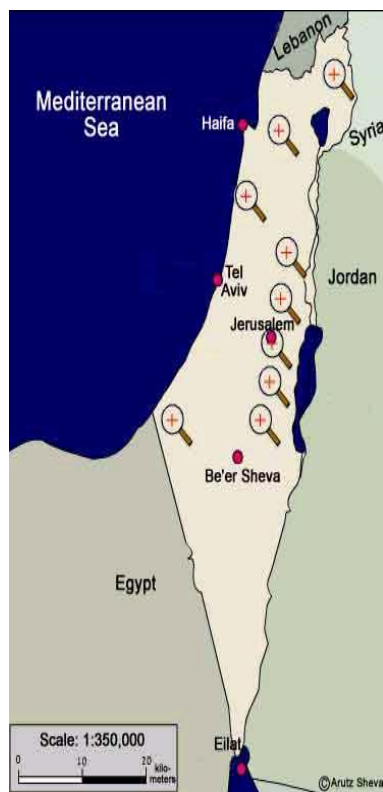 Lebanon
Mediterranean
Sea
Haifa
Syria
Tel
Aviv
Jordan
Jerusalem
Be'er Sheva
Egypt
Scale: 1:350,000
0 10 20
kilo-
meters
Eilat
©Arutz Sheva